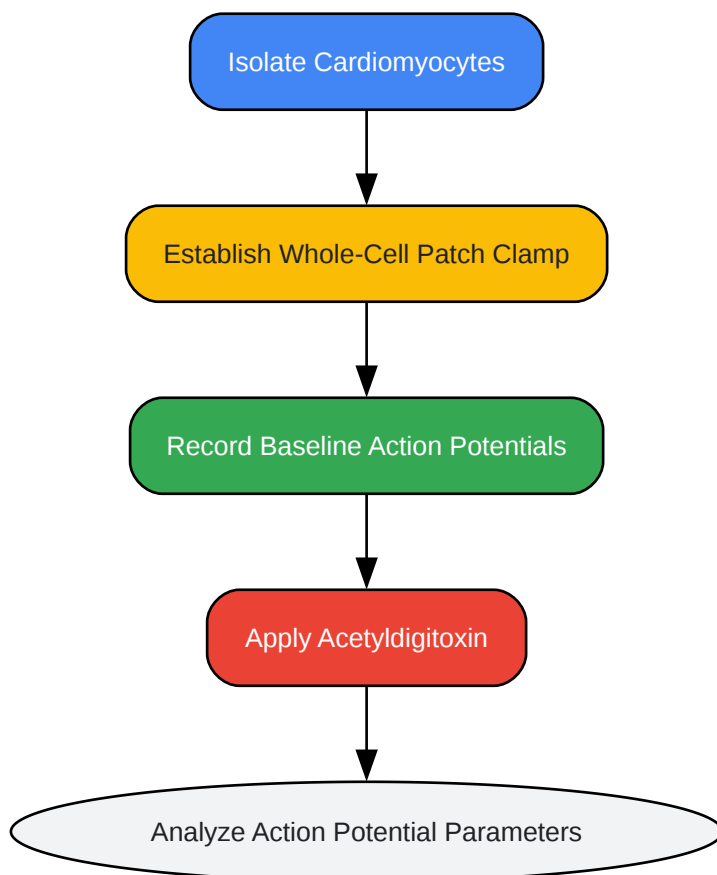 Isolate Cardiomyocytes
Establish Whole-Cell Patch Clamp
Record Baseline Action Potentials
Apply Acetyldigitoxin
Analyze Action Potential Parameters